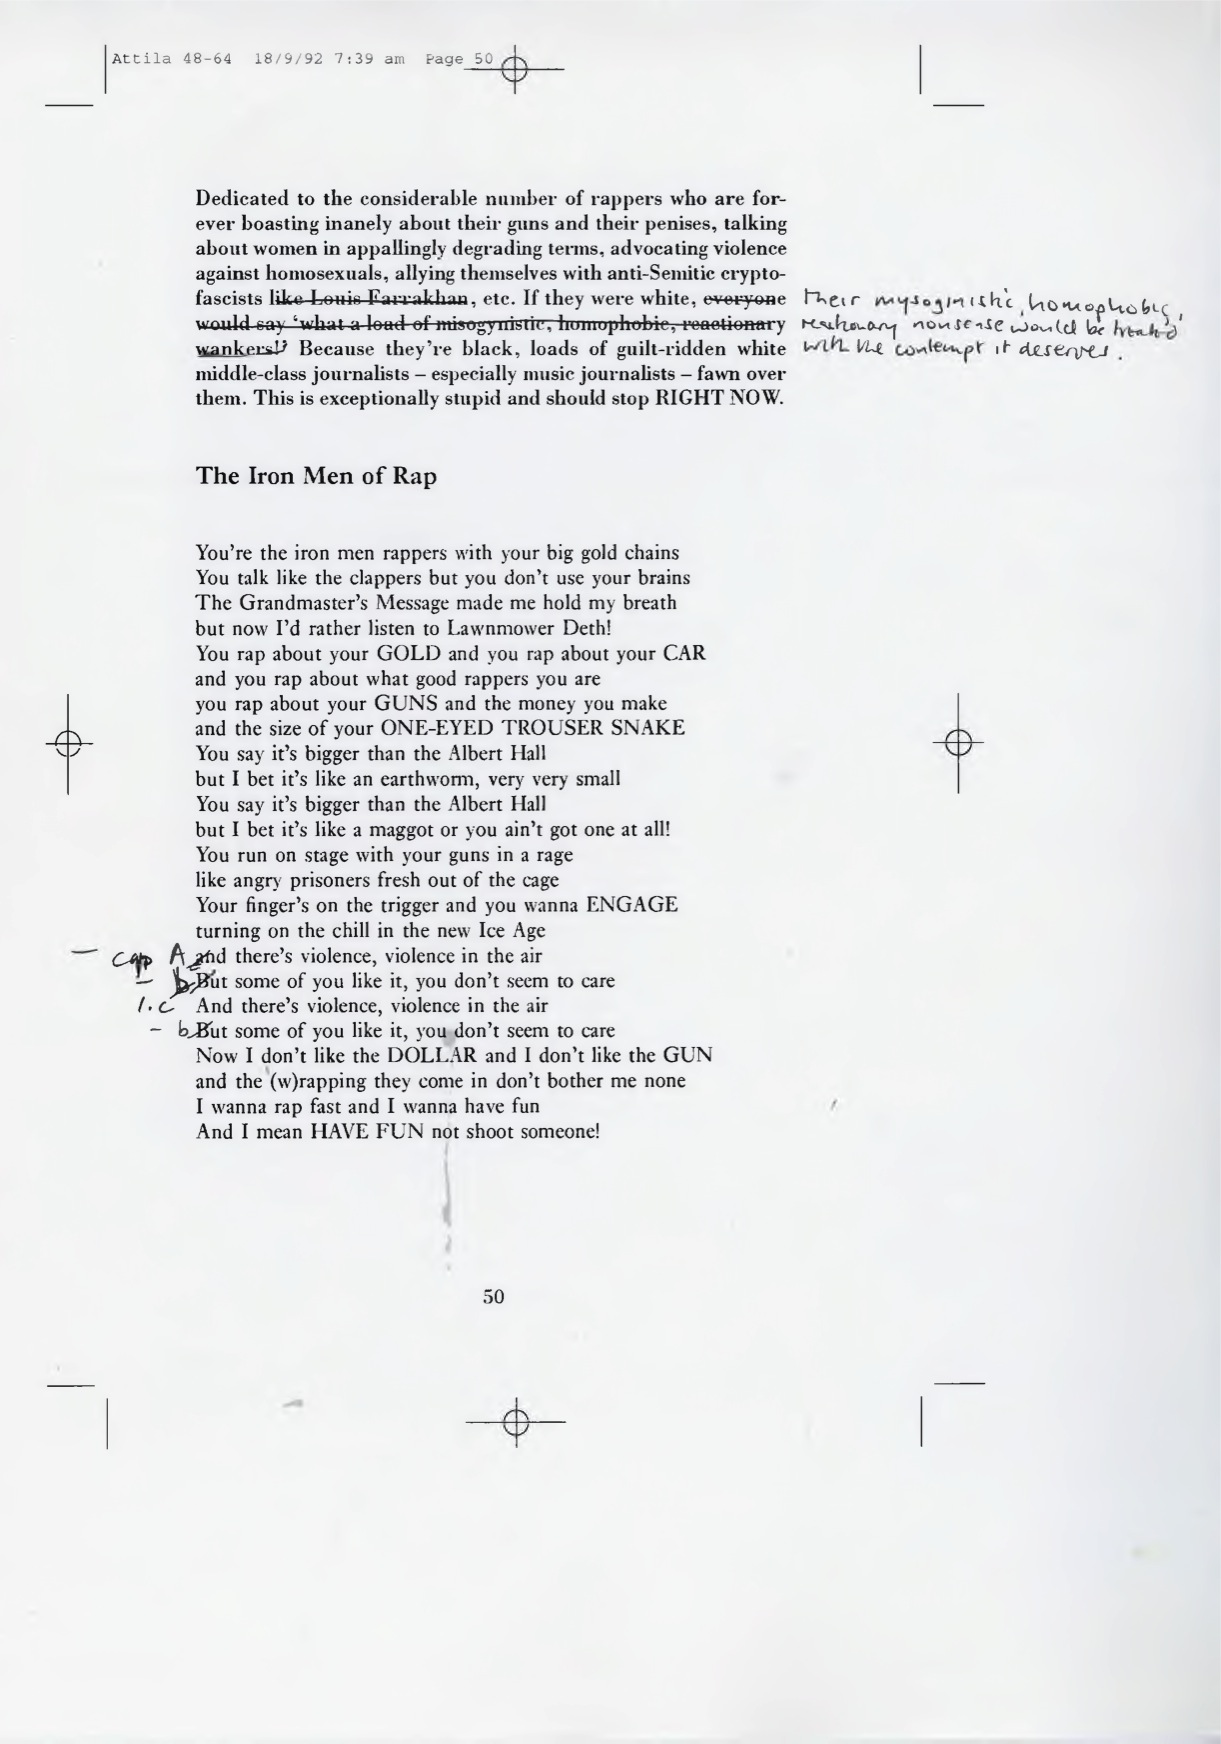 Attila 48-64 18/9/92 7:39 am Page 50
Dedicated to the considerable number of rappers who are for-
ever boasting inanely about their guns and their penises, talking
about women in appallingly degrading terms, advocating violence
against homosexuals, allying themselves with anti-Semitic crypto-
fascists like Louis Farrakhan, etc. If they were white, everyone
would say 'what a load of misogynistic, homophobic, reactionary
wankers!' Because they're black, loads of guilt-ridden white
middle-class journalists – especially music journalists – fawn over
them. This is exceptionally stupid and should stop RIGHT NOW.
their mysoginistic, homophobic,
reactionary nonsense would be treated
with the contempt it deserves.
The Iron Men of Rap
You're the iron men rappers with your big gold chains
You talk like the clappers but you don't use your brains
The Grandmaster's Message made me hold my breath
but now I'd rather listen to Lawnmower Deth!
You rap about your GOLD and you rap about your CAR
and you rap about what good rappers you are
you rap about your GUNS and the money you make
and the size of your ONE-EYED TROUSER SNAKE
You say it's bigger than the Albert Hall
but I bet it's like an earthworm, very very small
You say it's bigger than the Albert Hall
but I bet it's like a maggot or you ain't got one at all!
You run on stage with your guns in a rage
like angry prisoners fresh out of the cage
Your finger's on the trigger and you wanna ENGAGE
turning on the chill in the new Ice Age
– cap A and there's violence, violence in the air
– b But some of you like it, you don't seem to care
l.c And there's violence, violence in the air
– b But some of you like it, you don't seem to care
Now I don't like the DOLLAR and I don't like the GUN
and the (w)rapping they come in don't bother me none
I wanna rap fast and I wanna have fun
And I mean HAVE FUN not shoot someone!
50